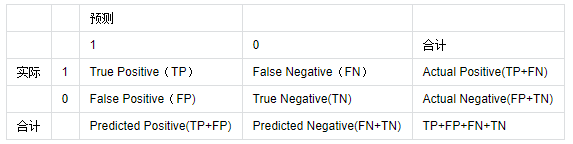 预测
1 0 合计
实际 1 True Positive（TP） False Negative（FN） Actual Positive(TP+FN)
0 False Positive（FP) True Negative(TN) Actual Negative(FP+TN)
合计 Predicted Positive(TP+FP) Predicted Negative(FN+TN) TP+FP+FN+TN